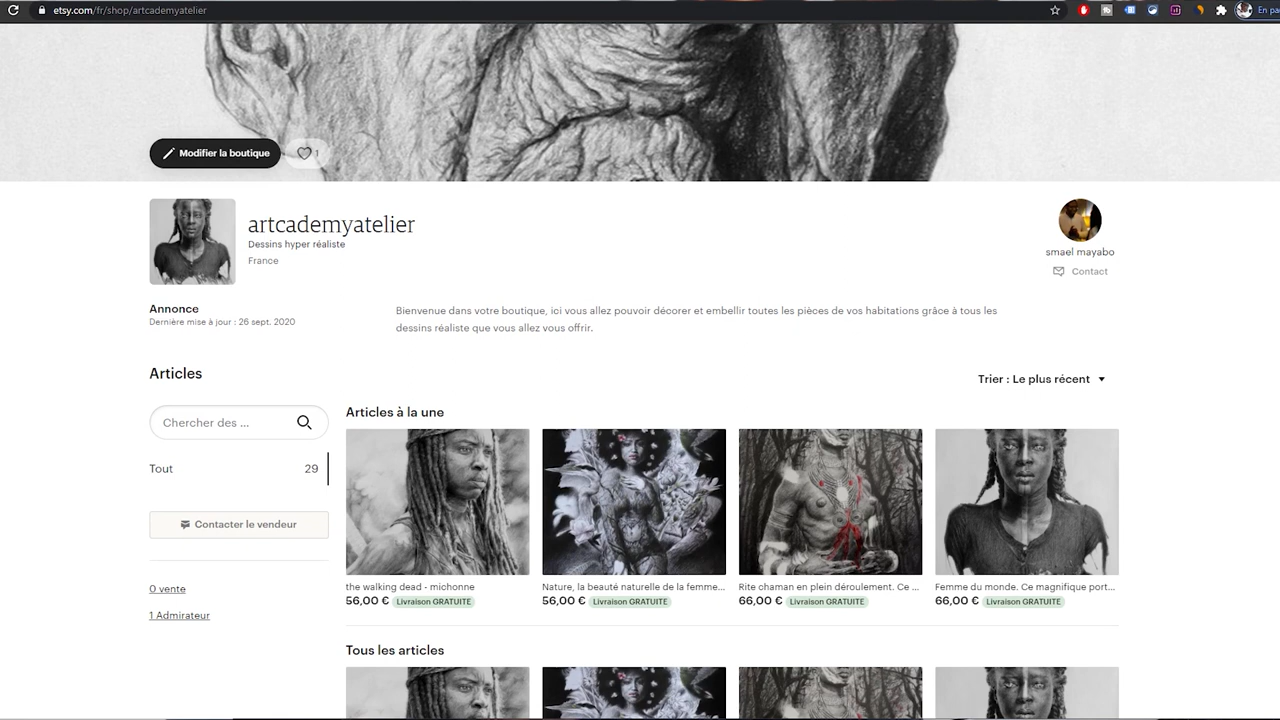 etsy.com/fr/shop/artcademyatelier
En pa
Modifier la boutique
1
artcademyatelier
Dessins hyper réaliste
France
smael mayabo
Contact
Annonce
Dernière mise à jour : 26 sept. 2020
Bienvenue dans votre boutique, ici vous allez pouvoir décorer et embellir toutes les pièces de vos habitations grâce à tous les
dessins réaliste que vous allez vous offrir.
Articles
Trier : Le plus récent
Chercher des ...
Articles à la une
Tout 29
Contacter le vendeur
0 vente
1 Admirateur
the walking dead - michonne
56,00 € Livraison GRATUITE
Nature, la beauté naturelle de la femme...
56,00 € Livraison GRATUITE
Rite chaman en plein déroulement. Ce ...
66,00 € Livraison GRATUITE
Femme du monde. Ce magnifique port...
66,00 € Livraison GRATUITE
Tous les articles